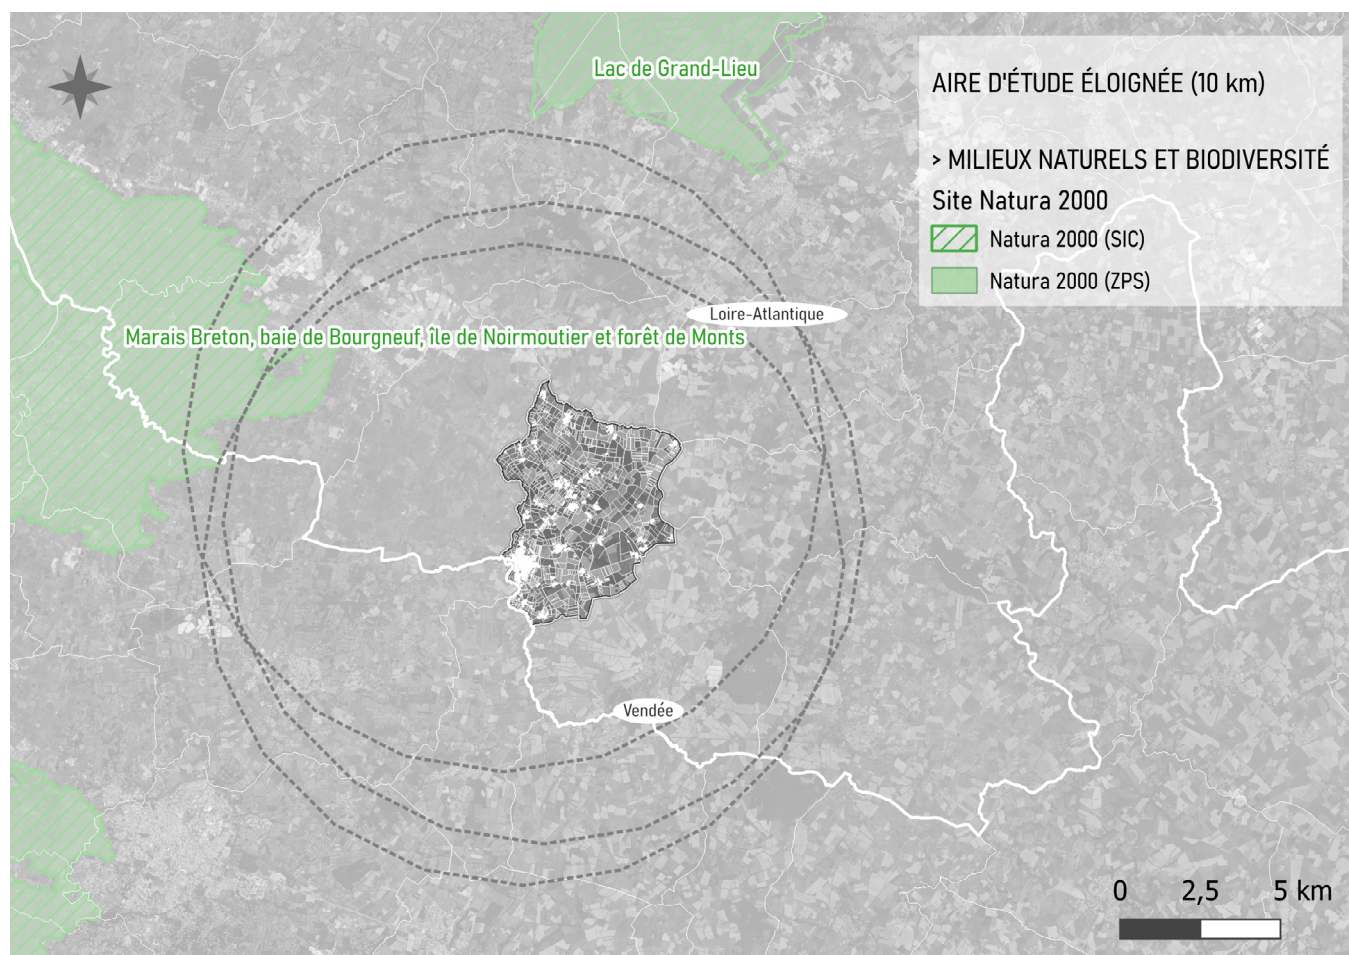 Lac de Grand-Lieu
AIRE D'ÉTUDE ÉLOIGNÉE (10 km)
> MILIEUX NATURELS ET BIODIVERSITÉ
Site Natura 2000
Natura 2000 (SIC)
Natura 2000 (ZPS)
Loire-Atlantique
Marais Breton, baie de Bourgneuf, île de Noirmoutier et forêt de Monts
Vendée
0 2,5 5 km